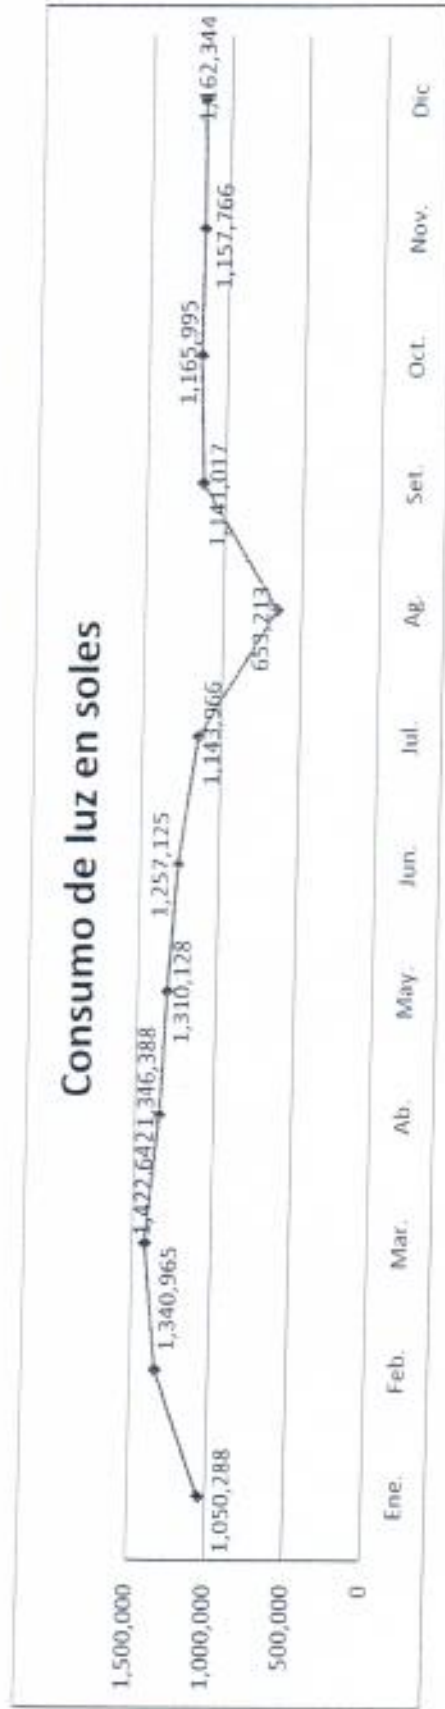 Consumo de luz en soles
1,500,000
1,000,000
500,000
0
1,050,288
1,340,965
1,422,642
1,346,388
1,310,128
1,257,125
1,143,966
653,213
1,141,017
1,165,995
1,157,766
1,162,344
Ene.
Feb.
Mar.
Ab.
May.
Jun.
Jul.
Ag.
Set.
Oct.
Nov.
Dic